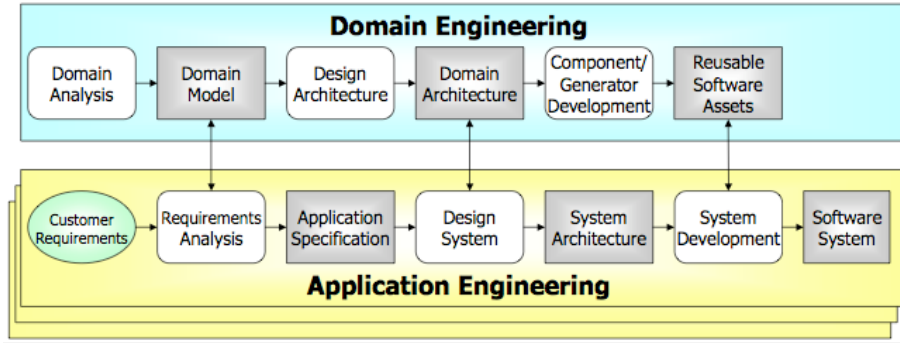 Domain Engineering
Domain
Analysis
Domain
Model
Design
Architecture
Domain
Architecture
Component/
Generator
Development
Reusable
Software
Assets
Customer
Requirements
Requirements
Analysis
Application
Specification
Design
System
System
Architecture
System
Development
Software
System
Application Engineering